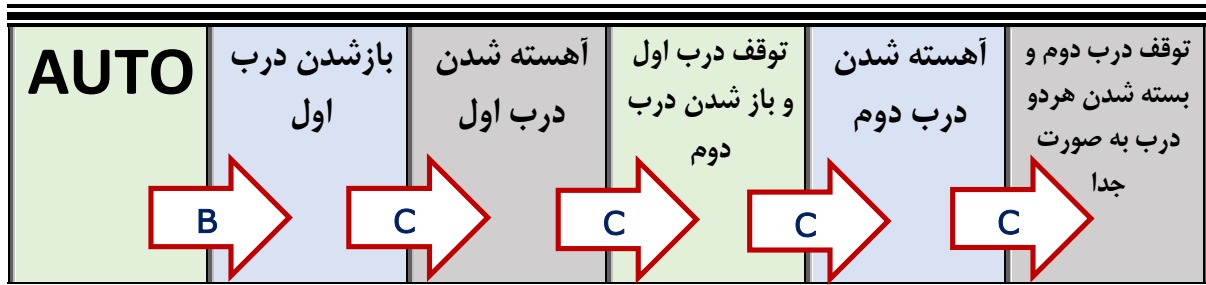 AUTO
بازشدن درب
اول
آهسته شدن
درب اول
توقف درب اول
و باز شدن درب
دوم
آهسته شدن
درب دوم
توقف درب دوم و
بسته شدن هردو
درب به صورت
جدا
B
C
C
C
C